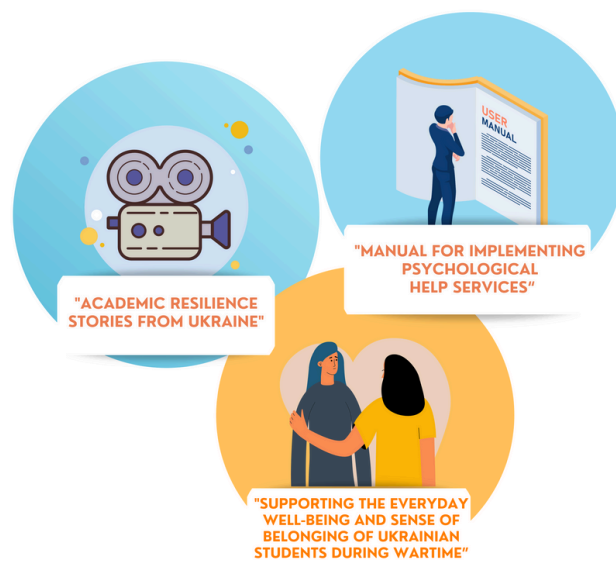 USER
MANUAL
"MANUAL FOR IMPLEMENTING
PSYCHOLOGICAL
HELP SERVICES”
"ACADEMIC RESILIENCE
STORIES FROM UKRAINE"
"SUPPORTING THE EVERYDAY
WELL-BEING AND SENSE OF
BELONGING OF UKRAINIAN
STUDENTS DURING WARTIME”